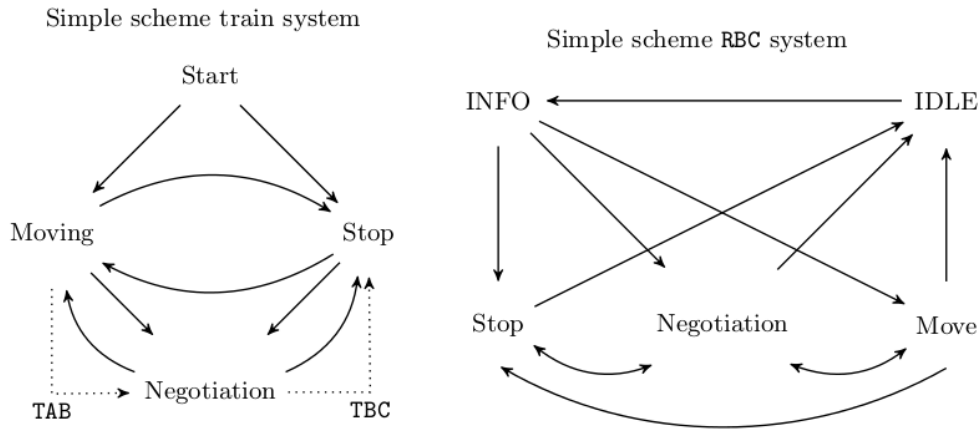 Simple scheme train system
Start
Moving
Stop
Negotiation
TAB
TBC
Simple scheme RBC system
INFO
IDLE
Stop
Negotiation
Move